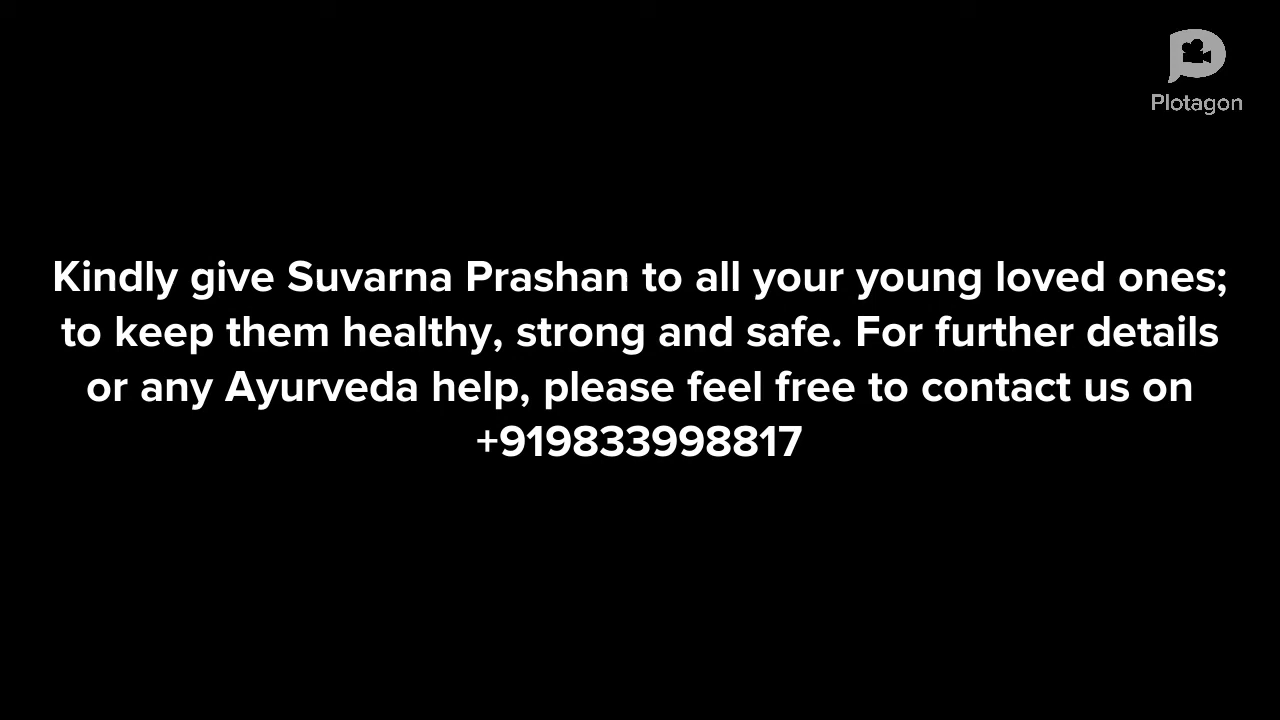 Plotagon
Kindly give Suvarna Prashan to all your young loved ones;
to keep them healthy, strong and safe. For further details
or any Ayurveda help, please feel free to contact us on
+919833998817